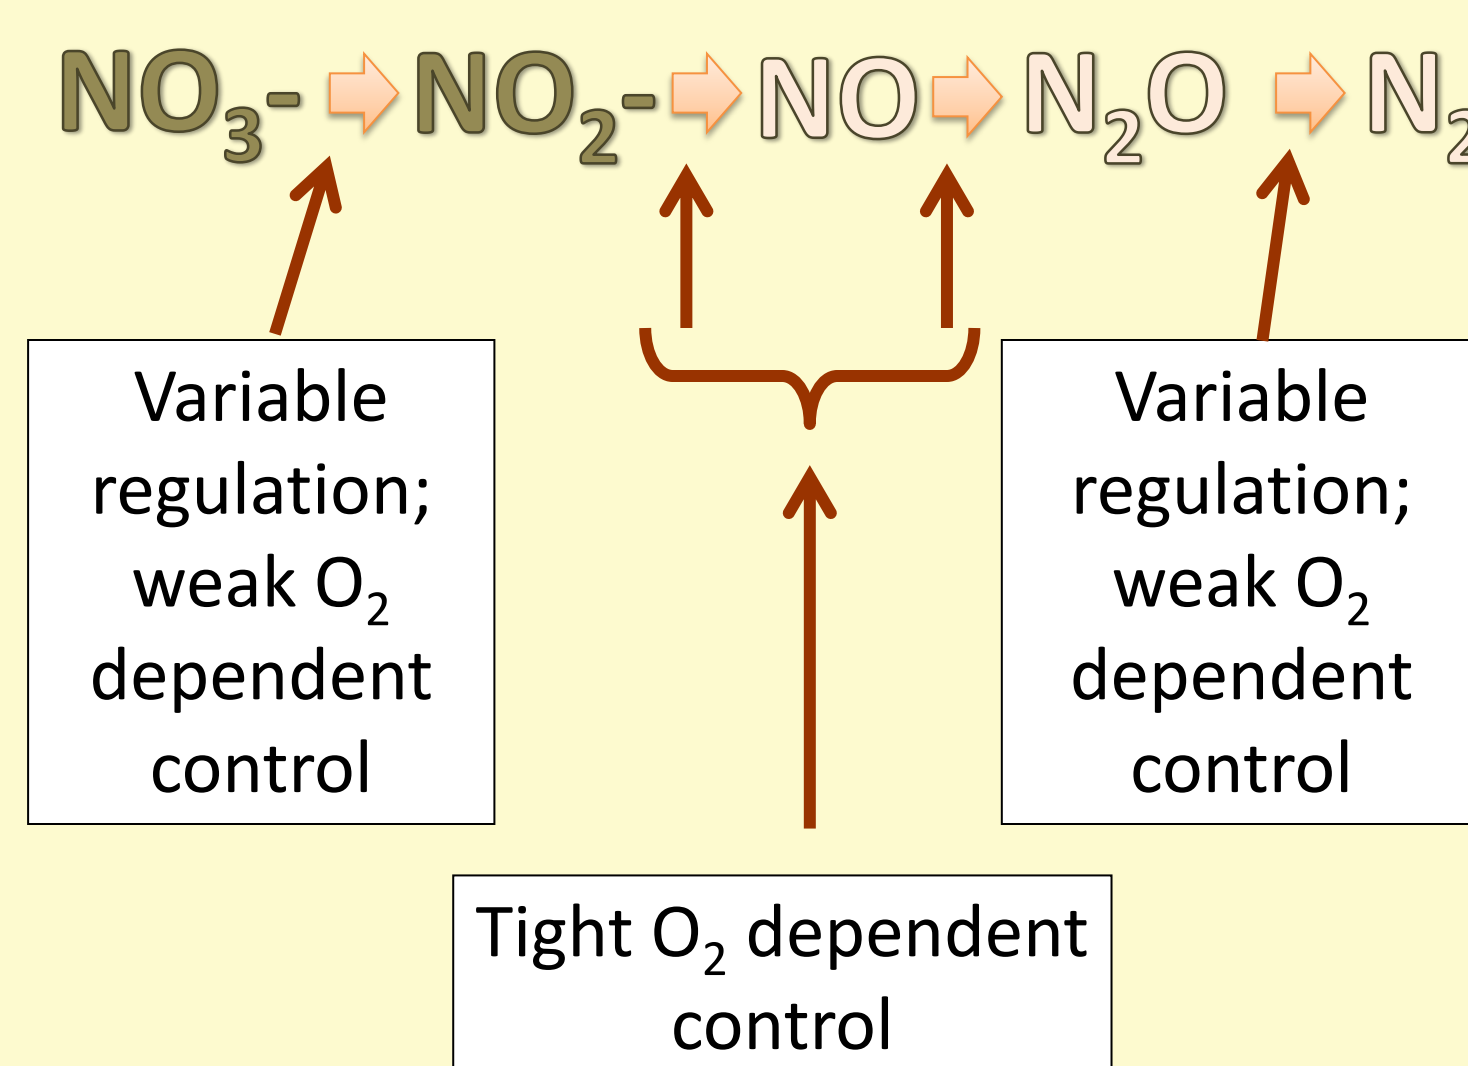 NO₃- NO₂- NO N₂O N₂
Variable
regulation;
weak O₂
dependent
control
Variable
regulation;
weak O₂
dependent
control
Tight O₂ dependent
control